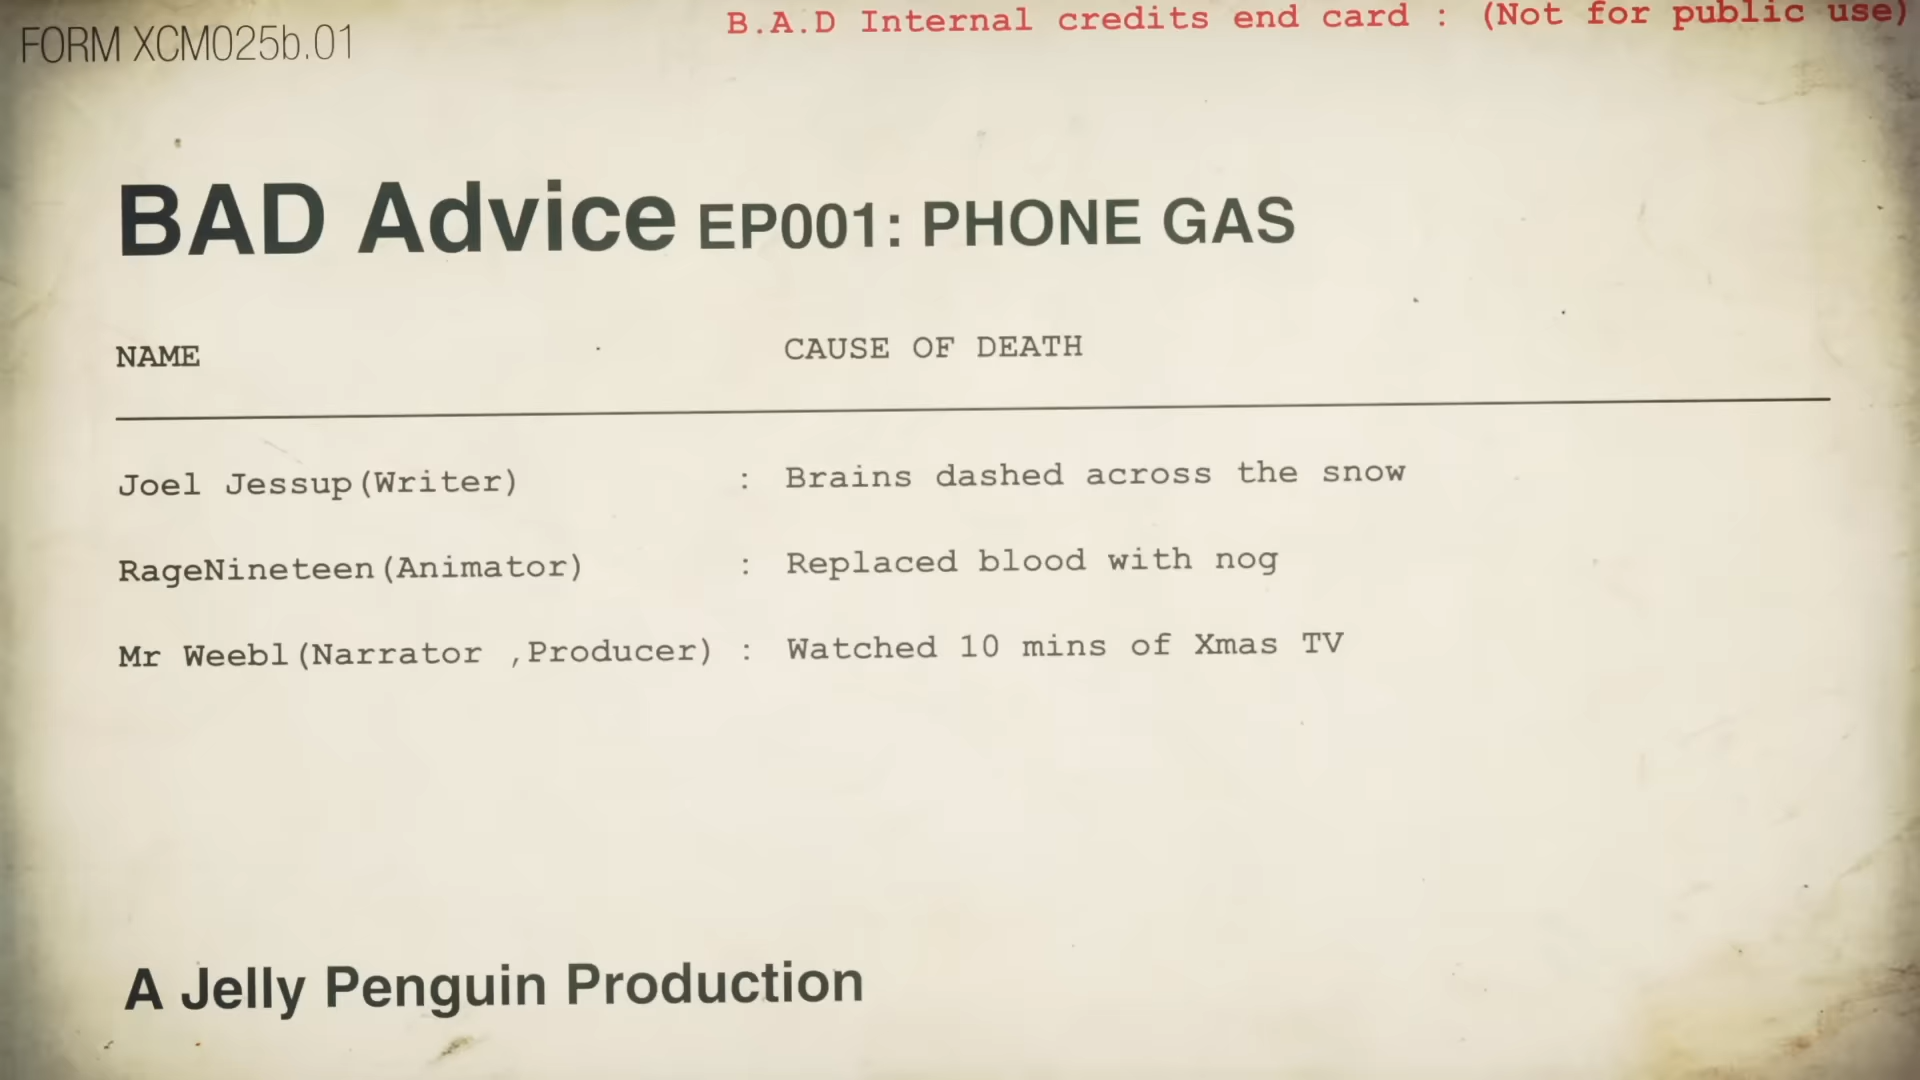 FORM XCM025b.01
B.A.D Internal credits end card : (Not for public use)
BAD Advice EP001: PHONE GAS
NAME CAUSE OF DEATH
Joel Jessup(Writer) : Brains dashed across the snow
RageNineteen(Animator) : Replaced blood with nog
Mr Weebl(Narrator ,Producer) : Watched 10 mins of Xmas TV
A Jelly Penguin Production